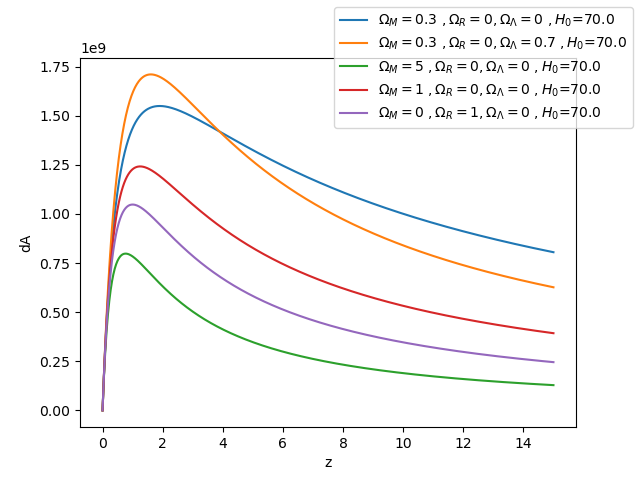 1e9
Ω_M = 0.3 , Ω_R = 0, Ω_Λ = 0 , H_0=70.0
Ω_M = 0.3 , Ω_R = 0, Ω_Λ = 0.7 , H_0=70.0
Ω_M = 5 , Ω_R = 0, Ω_Λ = 0 , H_0=70.0
Ω_M = 1 , Ω_R = 0, Ω_Λ = 0 , H_0=70.0
Ω_M = 0 , Ω_R = 1, Ω_Λ = 0 , H_0=70.0
1.75
1.50
1.25
1.00
0.75
0.50
0.25
0.00
dA
0 2 4 6 8 10 12 14
z